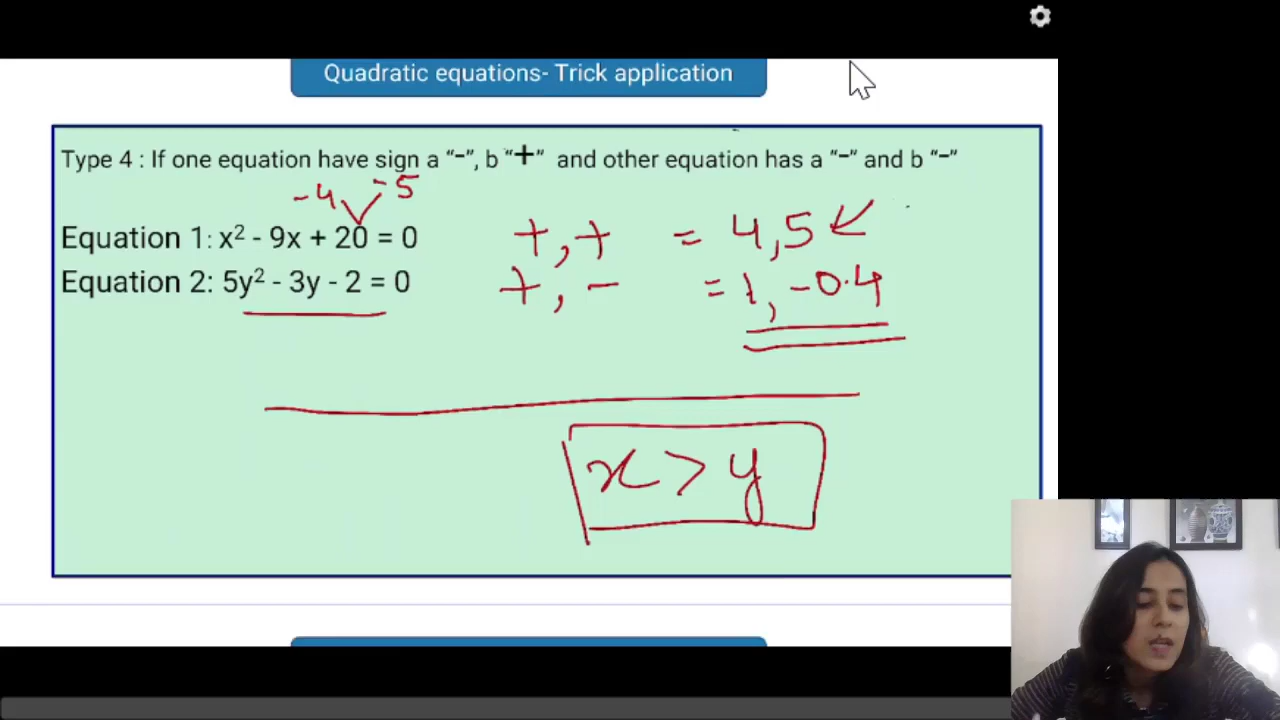 Quadratic equations- Trick application
Type 4 : If one equation have sign a “-”, b “+” and other equation has a “-” and b “-”
-4 -5
Equation 1: x² - 9x + 20 = 0 +, + = 4, 5
Equation 2: 5y² - 3y - 2 = 0 +, - = 1, -0.4
x > y